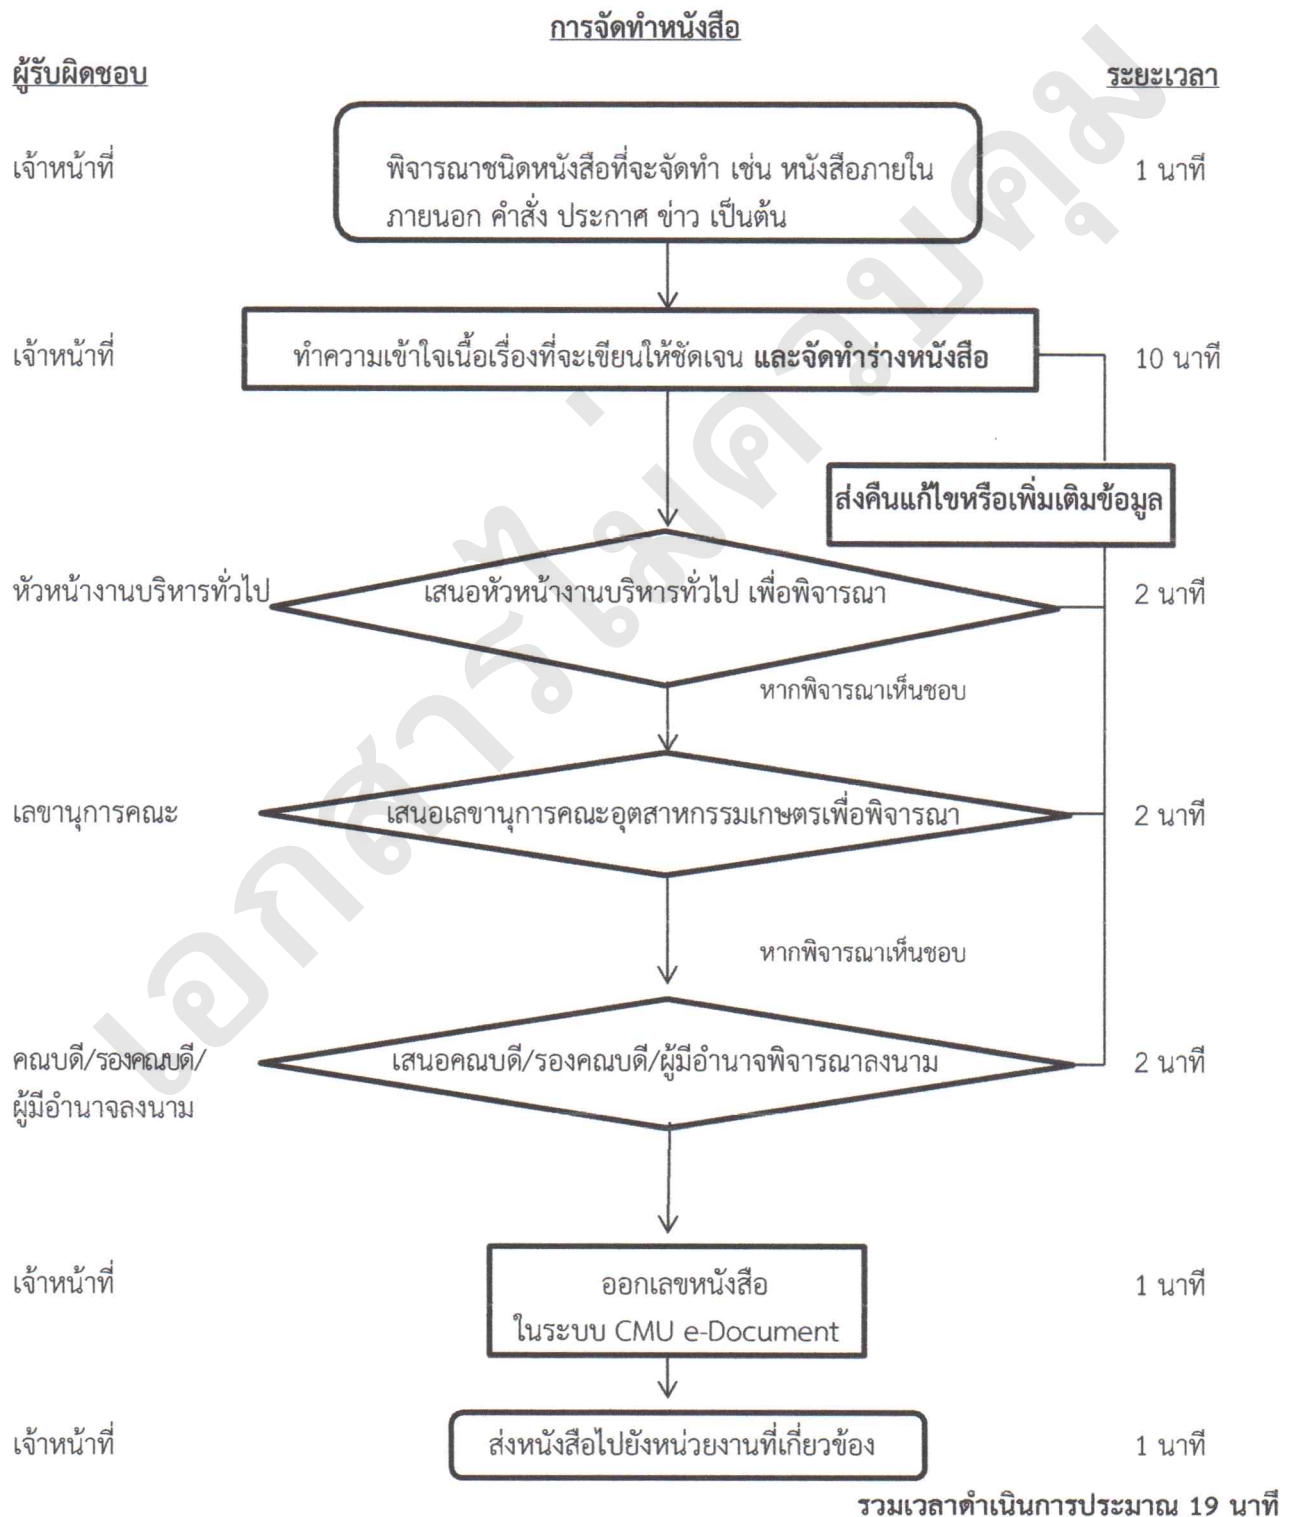 การจัดทำหนังสือ
ผู้รับผิดชอบ
ระยะเวลา
เจ้าหน้าที่
พิจารณาชนิดหนังสือที่จะจัดทำ เช่น หนังสือภายใน
1 นาที
ภายนอก คำสั่ง ประกาศ ข่าว เป็นต้น
เจ้าหน้าที่
ทำความเข้าใจเนื้อเรื่องที่จะเขียนให้ชัดเจน และจัดทำร่างหนังสือ
10 นาที
ส่งคืนแก้ไขหรือเพิ่มเติมข้อมูล
หัวหน้างานบริหารทั่วไป
เสนอหัวหน้างานบริหารทั่วไป เพื่อพิจารณา
2 นาที
หากพิจารณาเห็นชอบ
เลขานุการคณะ
เสนอเลขานุการคณะอุตสาหกรรมเกษตรเพื่อพิจารณา
2 นาที
หากพิจารณาเห็นชอบ
คณบดี/รองคณบดี/
เสนอคณบดี/รองคณบดี/ผู้มีอำนาจพิจารณาลงนาม
2 นาที
ผู้มีอำนาจลงนาม
เจ้าหน้าที่
ออกเลขหนังสือ
1 นาที
ในระบบ CMU e-Document
เจ้าหน้าที่
ส่งหนังสือไปยังหน่วยงานที่เกี่ยวข้อง
1 นาที
รวมเวลาดำเนินการประมาณ 19 นาที
เอกสารไม่ควบคุม